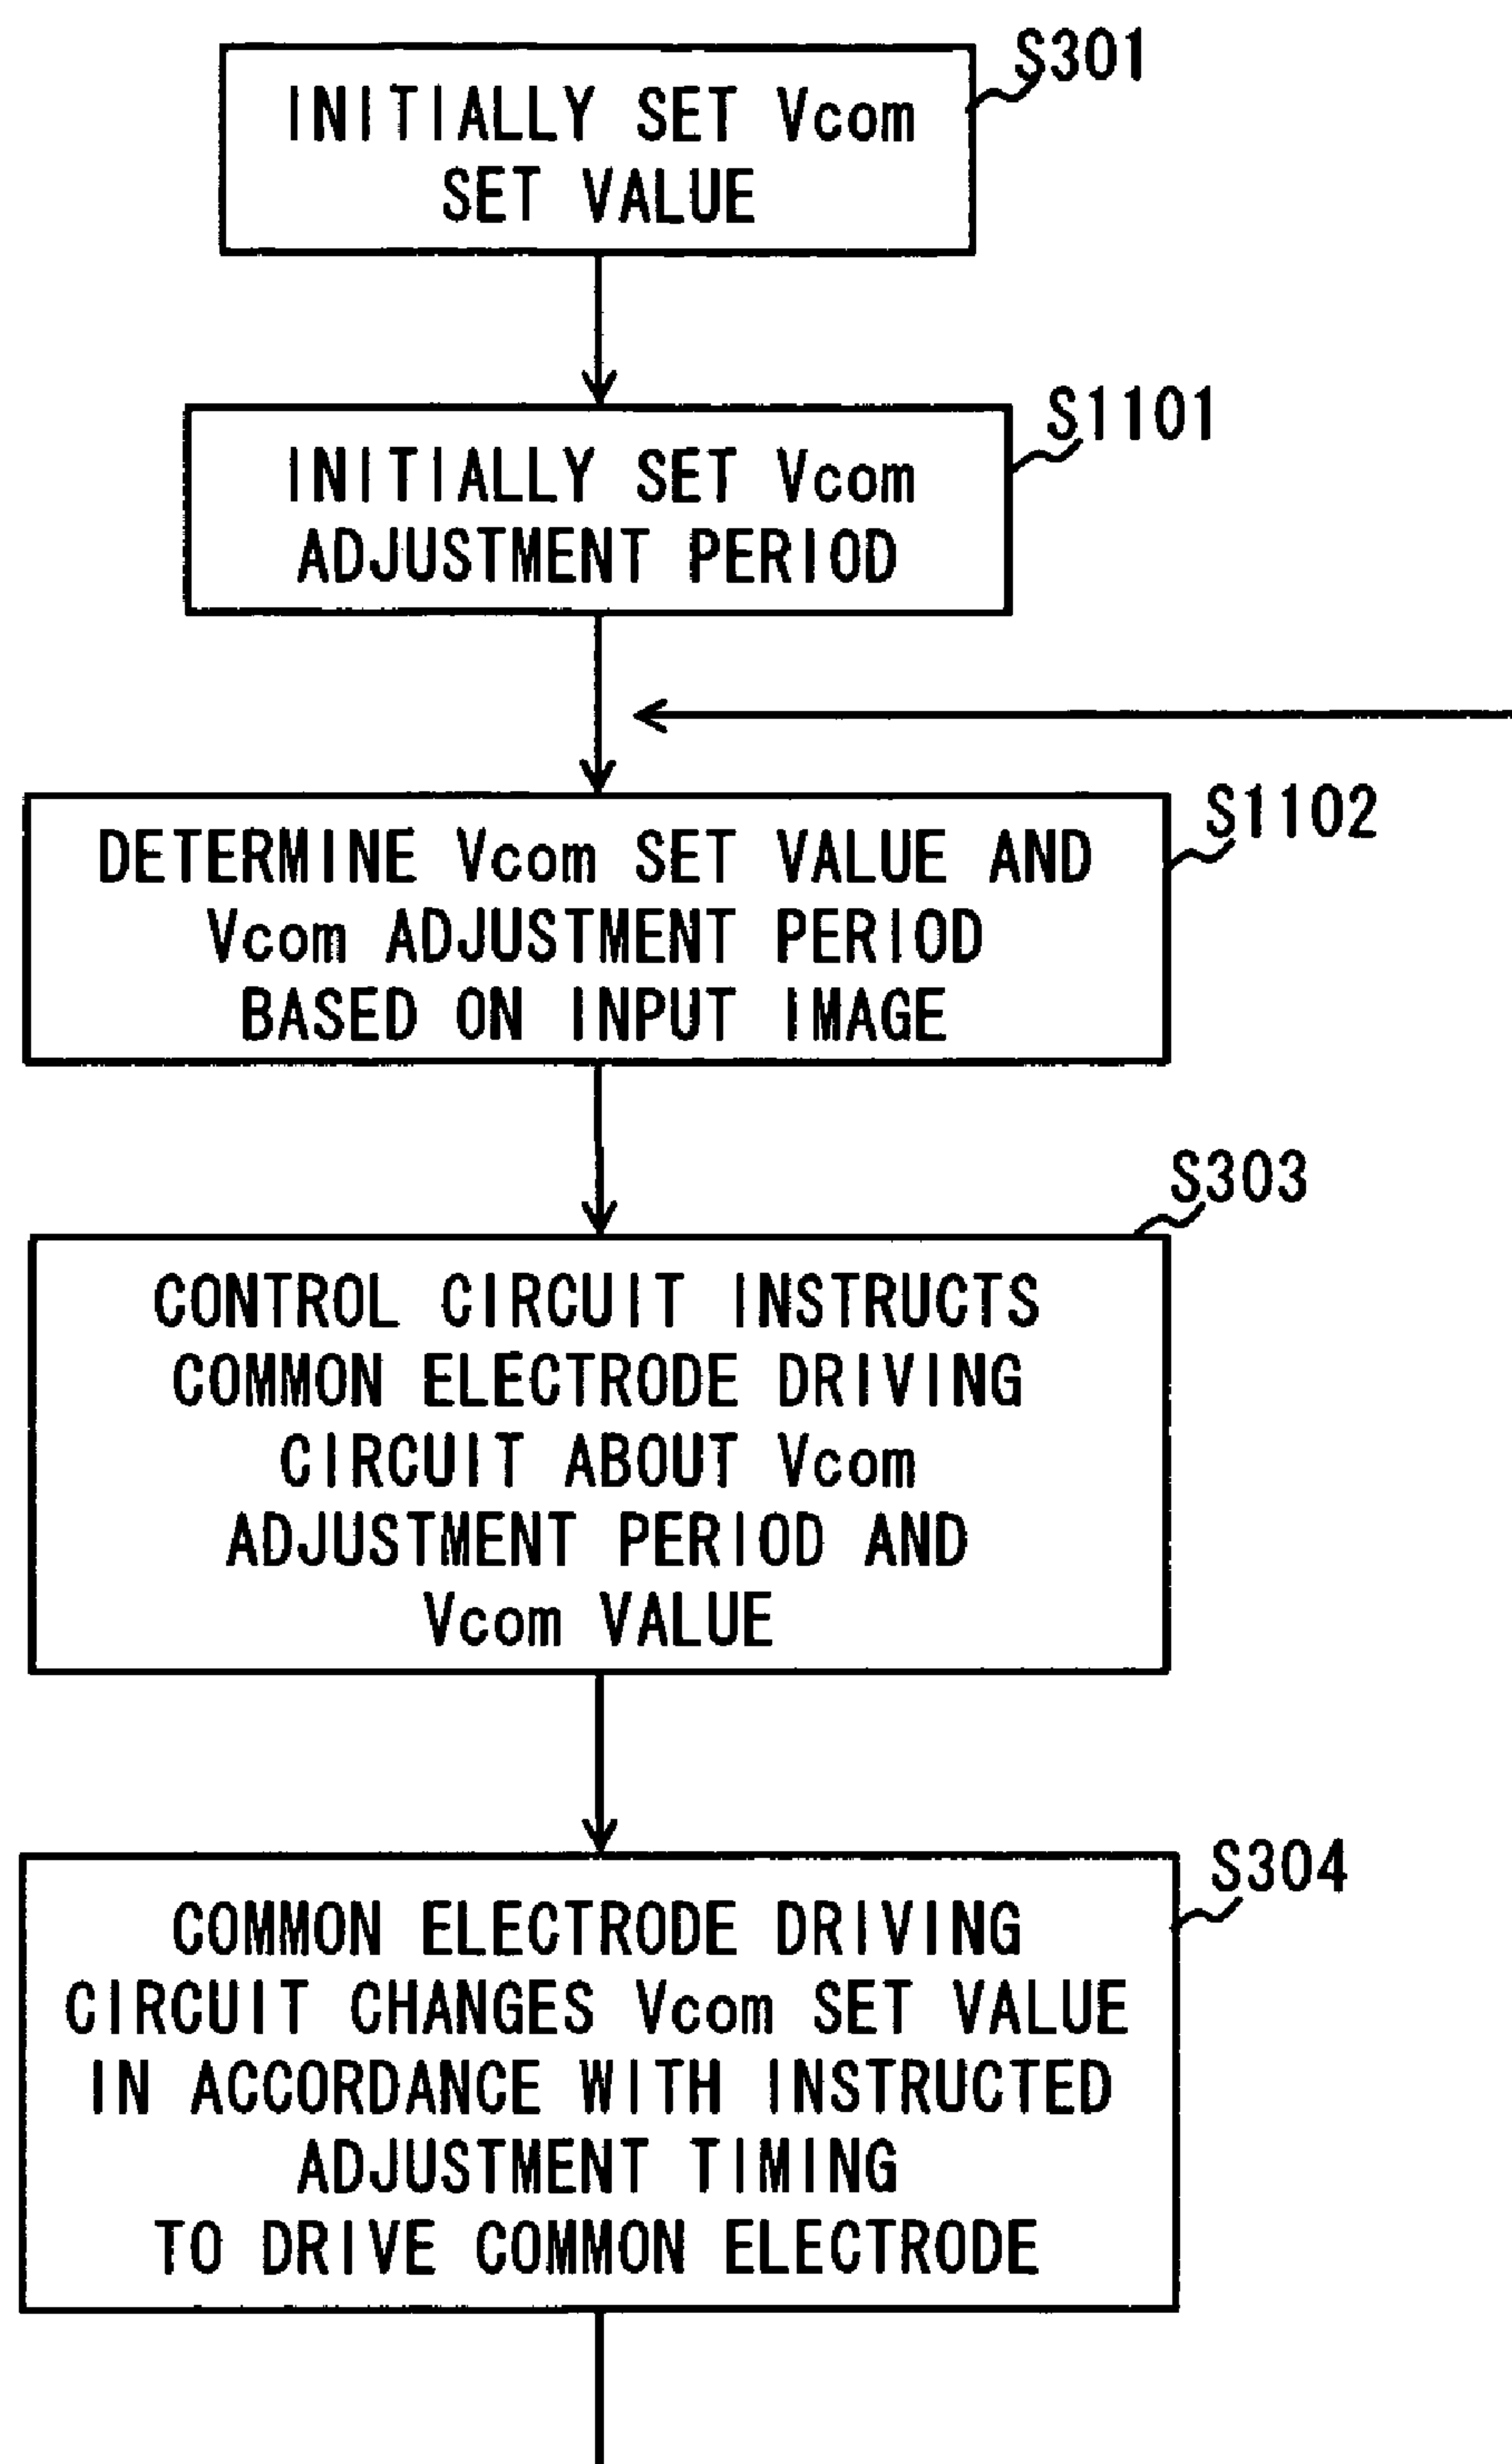 S301
INITIALLY SET Vcom
SET VALUE
S1101
INITIALLY SET Vcom
ADJUSTMENT PERIOD
S1102
DETERMINE Vcom SET VALUE AND
Vcom ADJUSTMENT PERIOD
BASED ON INPUT IMAGE
S303
CONTROL CIRCUIT INSTRUCTS
COMMON ELECTRODE DRIVING
CIRCUIT ABOUT Vcom
ADJUSTMENT PERIOD AND
Vcom VALUE
S304
COMMON ELECTRODE DRIVING
CIRCUIT CHANGES Vcom SET VALUE
IN ACCORDANCE WITH INSTRUCTED
ADJUSTMENT TIMING
TO DRIVE COMMON ELECTRODE